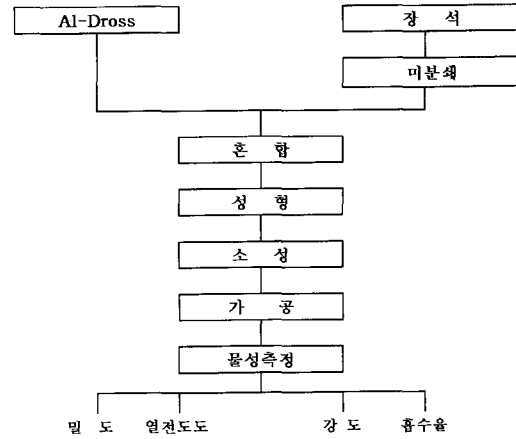 Al-Dross
장 석
미분쇄
혼 합
성 형
소 성
가 공
물성측정
밀 도 열전도도 강 도 흡수율